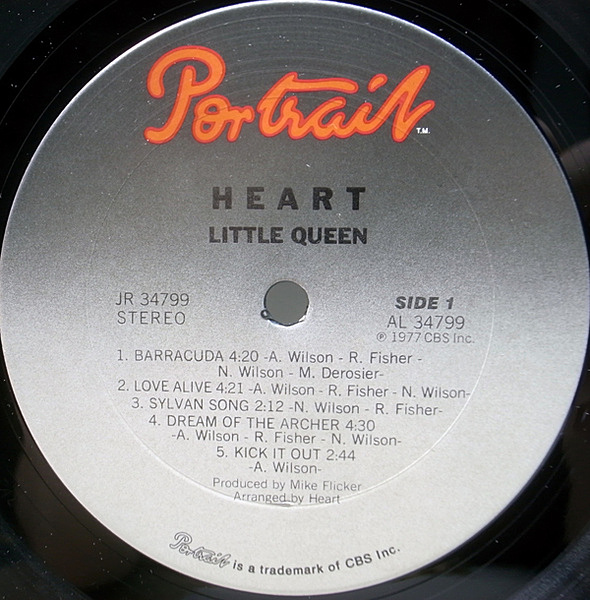 Portrait T.M.
HEART
LITTLE QUEEN
JR 34799
STEREO
SIDE 1
AL 34799
℗ 1977 CBS Inc.
1. BARRACUDA 4:20 -A. Wilson - R. Fisher -
N. Wilson - M. Derosier-
2. LOVE ALIVE 4:21 -A. Wilson - R. Fisher - N. Wilson-
3. SYLVAN SONG 2:12 -N. Wilson - R. Fisher-
4. DREAM OF THE ARCHER 4:30
-A. Wilson - R. Fisher - N. Wilson-
5. KICK IT OUT 2:44
-A. Wilson-
Produced by Mike Flicker
Arranged by Heart
Portrait is a trademark of CBS Inc.